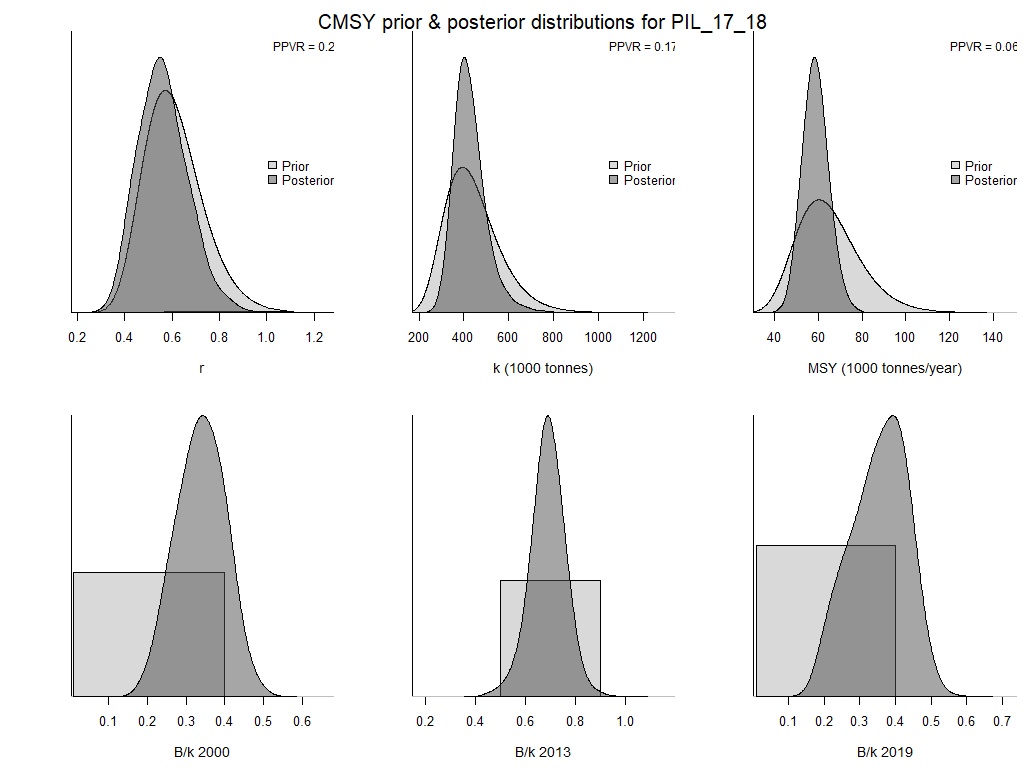 CMSY prior & posterior distributions for PIL_17_18
PPVR = 0.2
Prior
Posterior
0.2 0.4 0.6 0.8 1.0 1.2
r
PPVR = 0.17
Prior
Posterior
200 400 600 800 1000 1200
k (1000 tonnes)
PPVR = 0.06
Prior
Posterior
40 60 80 100 120 140
MSY (1000 tonnes/year)
0.1 0.2 0.3 0.4 0.5 0.6
B/k 2000
0.2 0.4 0.6 0.8 1.0
B/k 2013
0.1 0.2 0.3 0.4 0.5 0.6 0.7
B/k 2019